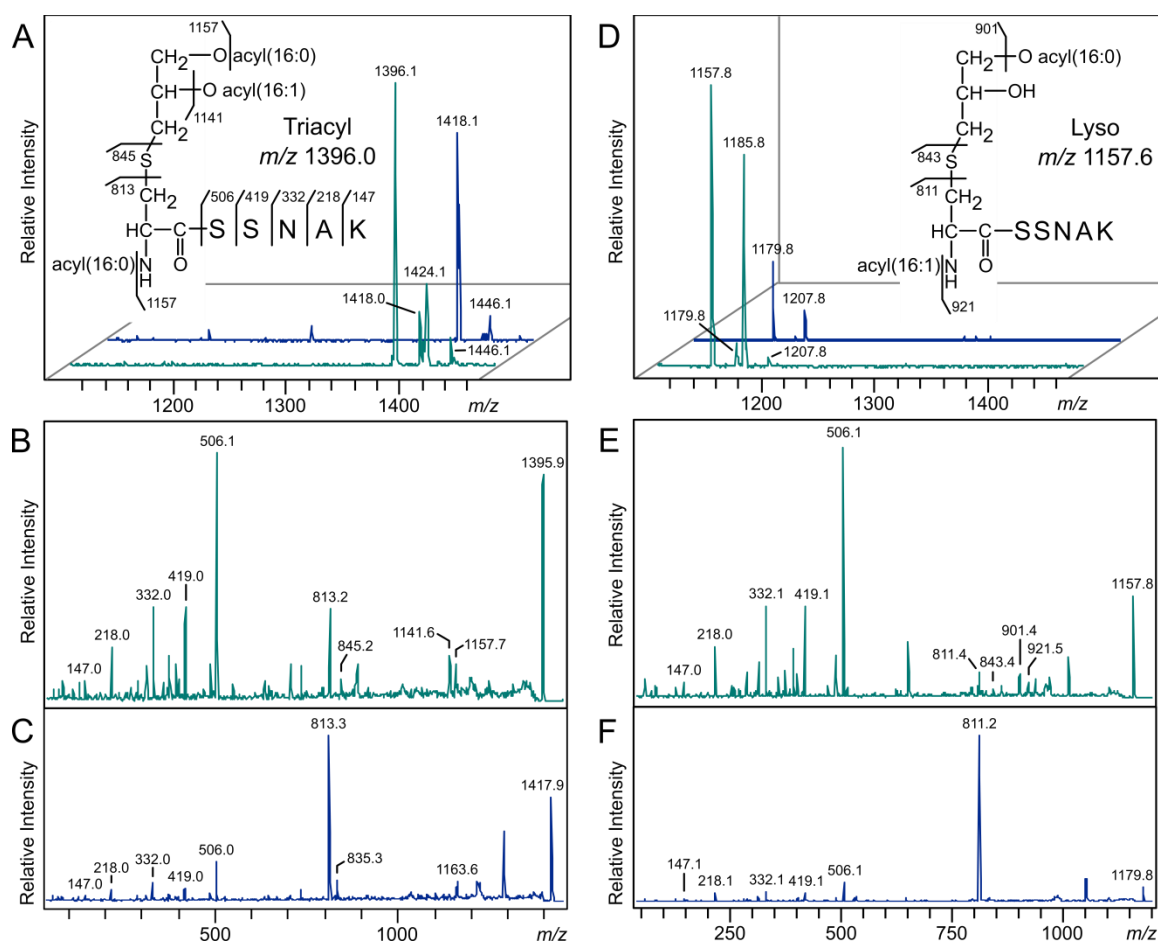 A
1157
CH2—O acyl(16:0)
CH—O acyl(16:1)
1141
CH2
845
S
813
CH2
CH—C—S S N A K
506 419 332 218 147
O
acyl(16:0) NH
1157
Triacyl
m/z 1396.0
1396.1
1418.1
1424.1
1418.0
1446.1
1446.1
Relative Intensity
1200 1300 1400 m/z
D
901
CH2—O acyl(16:0)
CH—OH
CH2
843
S
811
CH2
CH—C—SSNAK
O
acyl(16:1) NH
921
Lyso
m/z 1157.6
1157.8
1185.8
1179.8
1179.8
1207.8
1207.8
Relative Intensity
1200 1300 1400 m/z
B
506.1
1395.9
419.0
332.0
218.0
147.0
813.2
845.2
1141.6
1157.7
Relative Intensity
C
813.3
1417.9
147.0
218.0
332.0
419.0
506.0
835.3
1163.6
Relative Intensity
500 1000 m/z
E
506.1
1157.8
332.1
419.1
218.0
147.0
811.4
843.4
901.4
921.5
Relative Intensity
F
811.2
147.1
218.1
332.1
419.1
506.1
1179.8
Relative Intensity
250 500 750 1000 m/z